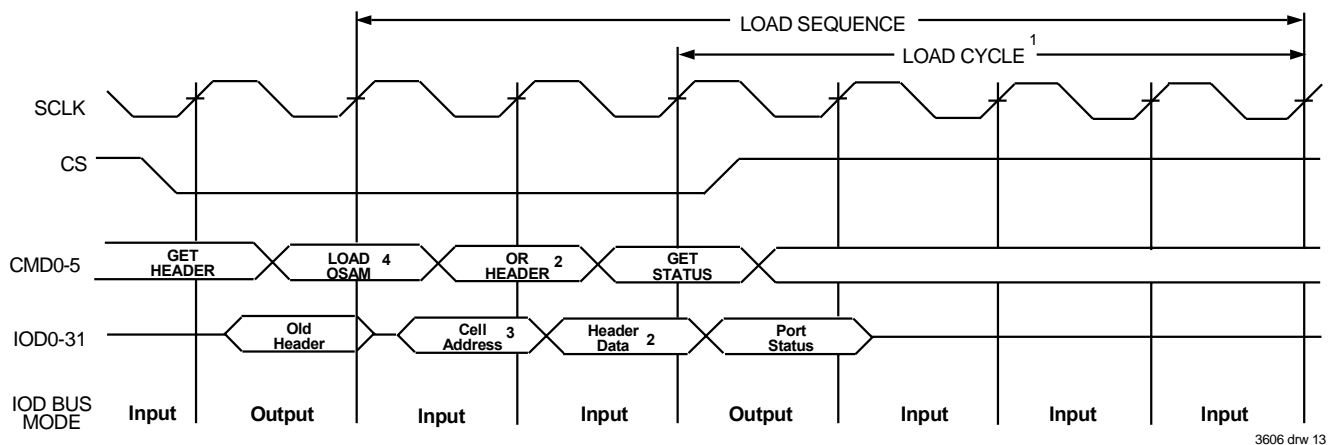 LOAD SEQUENCE
LOAD CYCLE 1
SCLK
CS
CMD0-5
GET
HEADER
LOAD 4
OSAM
OR
HEADER 2
GET
STATUS
IOD0-31
Old
Header
Cell
Address 3
Header
Data 2
Port
Status
IOD BUS
MODE
Input
Output
Input
Input
Output
Input
Input
Input
3606 drw 13